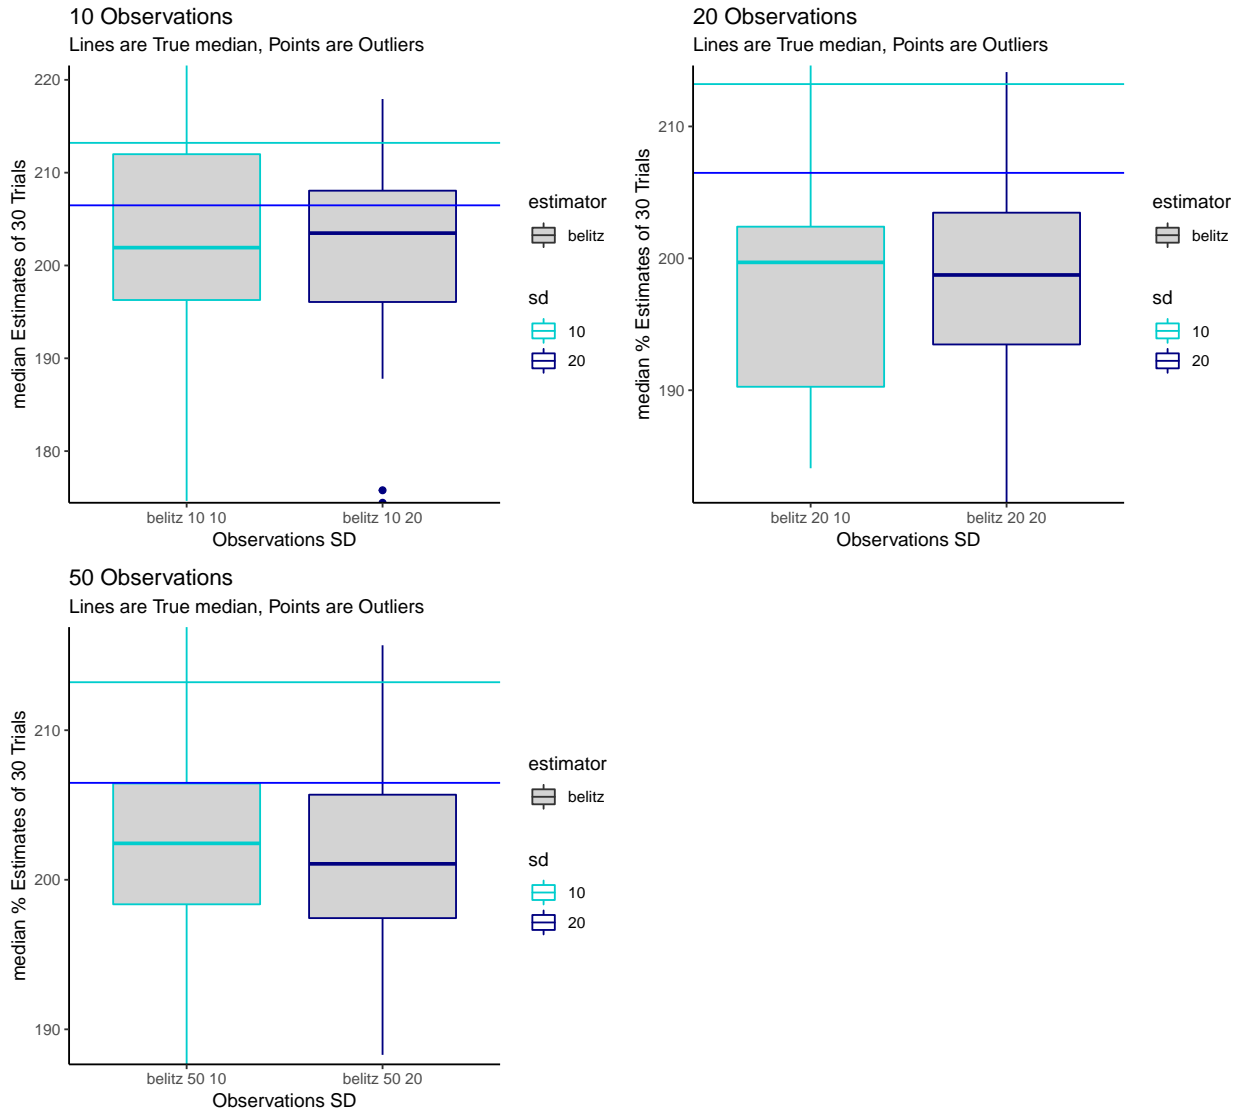 10 Observations
Lines are True median, Points are Outliers
median Estimates of 30 Trials
220
210
200
190
180
belitz 10 10
belitz 10 20
Observations SD
estimator
belitz
sd
10
20
20 Observations
Lines are True median, Points are Outliers
median % Estimates of 30 Trials
210
200
190
belitz 20 10
belitz 20 20
Observations SD
estimator
belitz
sd
10
20
50 Observations
Lines are True median, Points are Outliers
median % Estimates of 30 Trials
210
200
190
belitz 50 10
belitz 50 20
Observations SD
estimator
belitz
sd
10
20